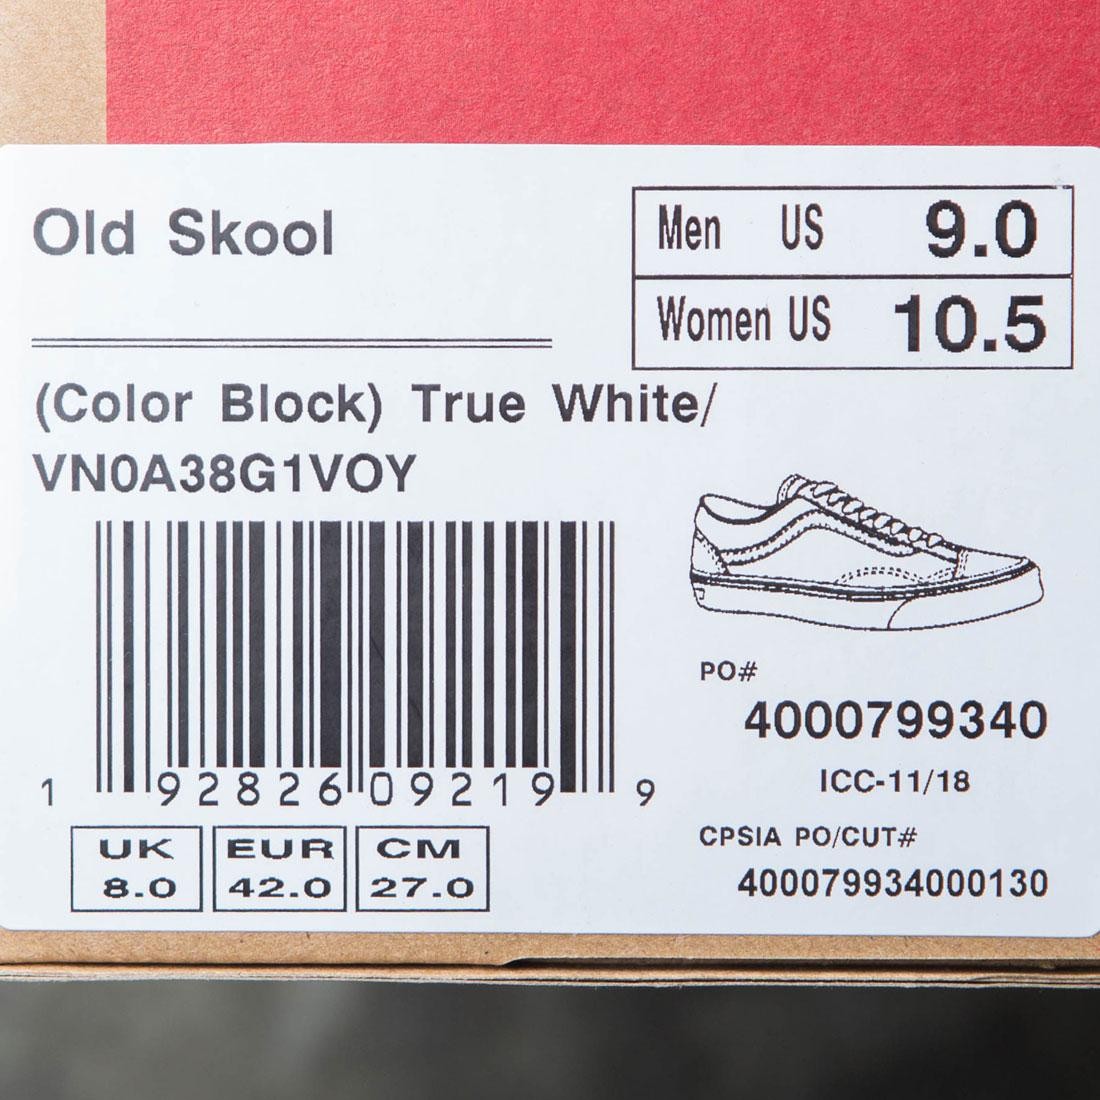 Old Skool
Men US 9.0
Women US 10.5
(Color Block) True White/
VN0A38G1VOY
1 92826 09219 9
UK
8.0
EUR
42.0
CM
27.0
PO#
4000799340
ICC-11/18
CPSIA PO/CUT#
400079934000130